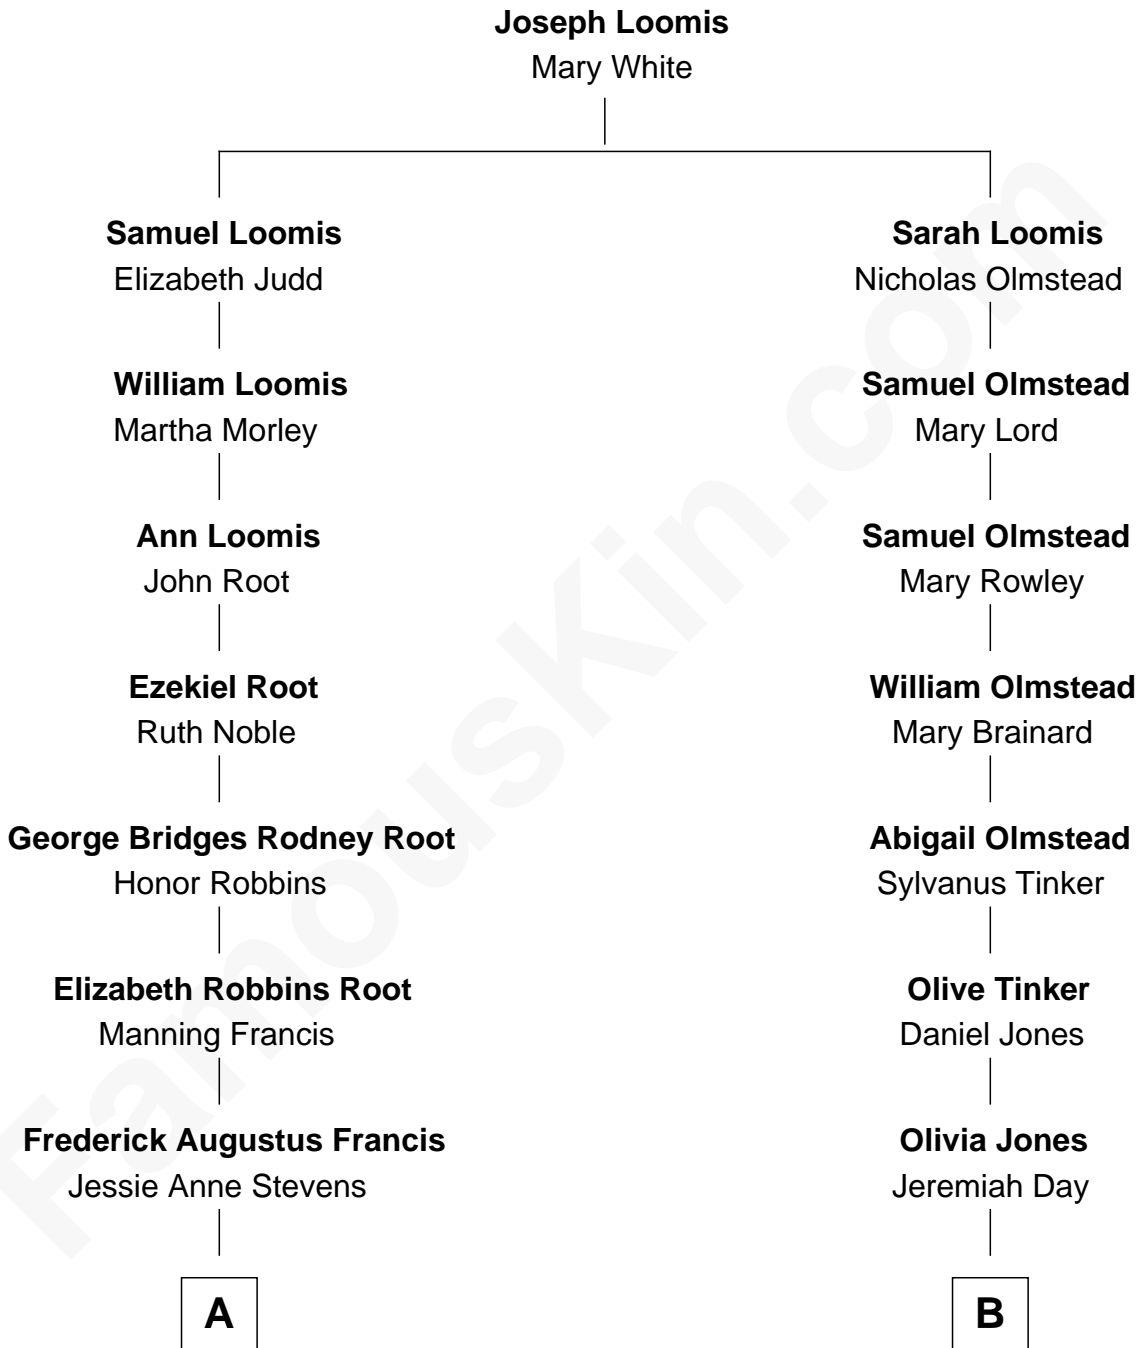 Joseph Loomis
Mary White
Samuel Loomis
Elizabeth Judd
William Loomis
Martha Morley
Ann Loomis
John Root
Ezekiel Root
Ruth Noble
George Bridges Rodney Root
Honor Robbins
Elizabeth Robbins Root
Manning Francis
Frederick Augustus Francis
Jessie Anne Stevens
A
Sarah Loomis
Nicholas Olmstead
Samuel Olmstead
Mary Lord
Samuel Olmstead
Mary Rowley
William Olmstead
Mary Brainard
Abigail Olmstead
Sylvanus Tinker
Olive Tinker
Daniel Jones
Olivia Jones
Jeremiah Day
B
FamousKin.com